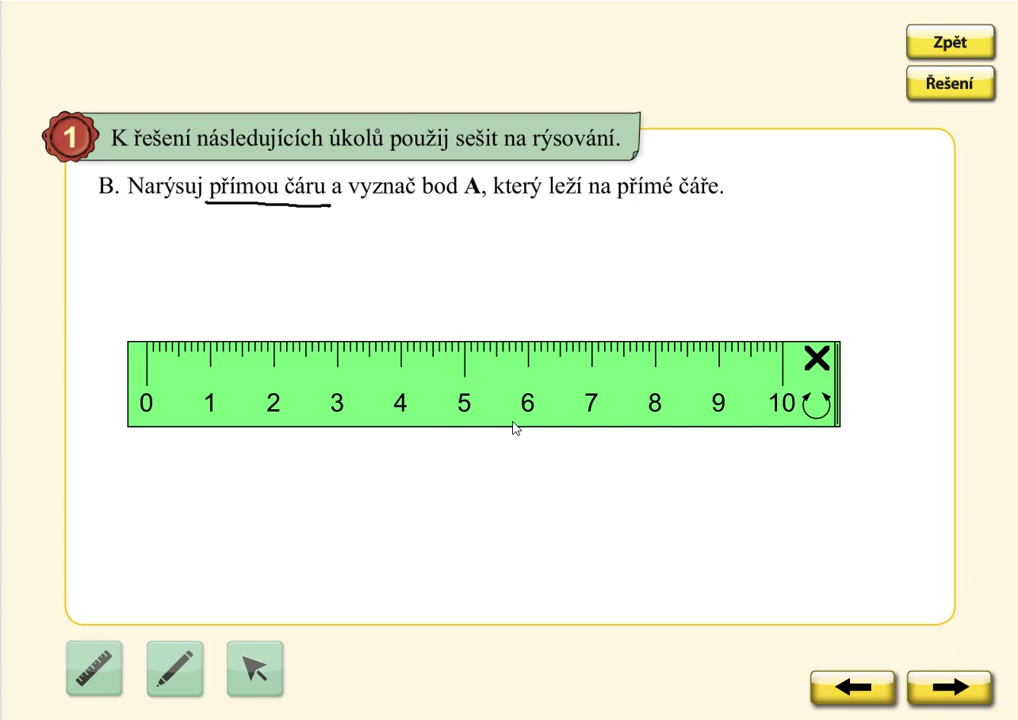 Zpět
Řešení
1 K řešení následujících úkolů použij sešit na rýsování.
B. Narýsuj přímou čáru a vyznač bod A, který leží na přímé čáře.
0 1 2 3 4 5 6 7 8 9 10